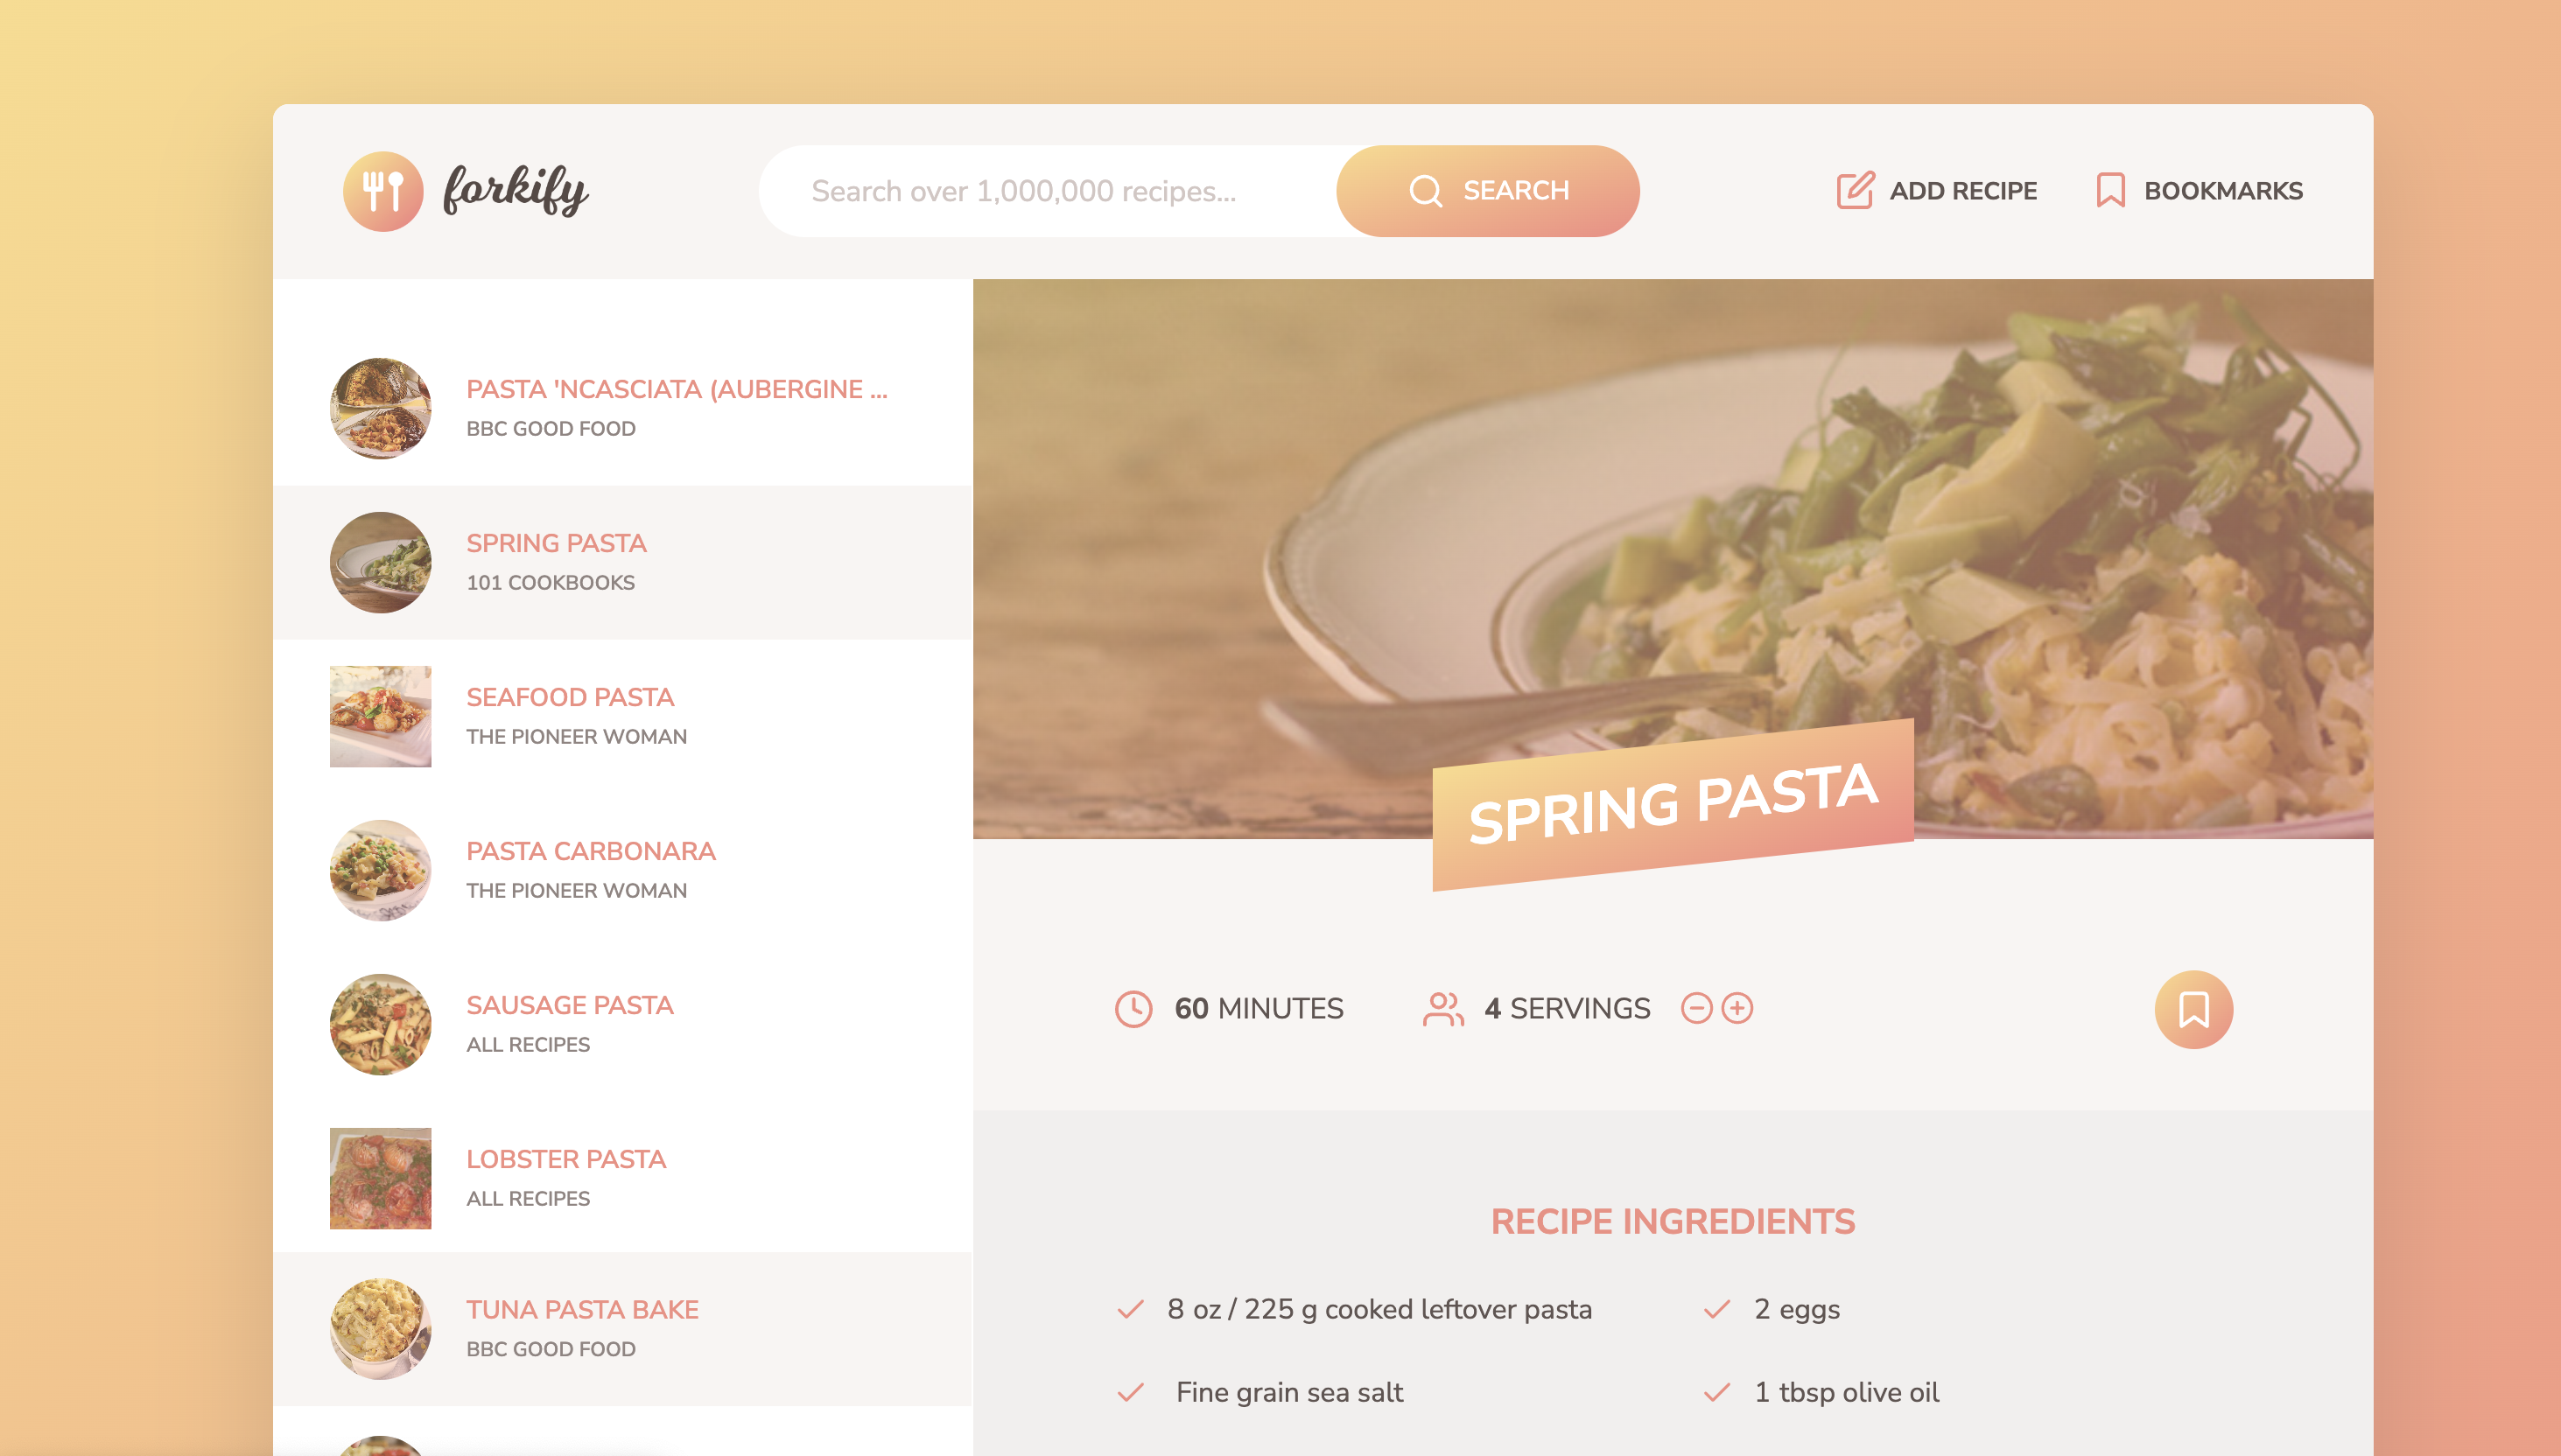 forkify
Search over 1,000,000 recipes...
SEARCH
ADD RECIPE
BOOKMARKS
PASTA 'NCASCIATA (AUBERGINE ...
BBC GOOD FOOD
SPRING PASTA
101 COOKBOOKS
SEAFOOD PASTA
THE PIONEER WOMAN
PASTA CARBONARA
THE PIONEER WOMAN
SAUSAGE PASTA
ALL RECIPES
LOBSTER PASTA
ALL RECIPES
TUNA PASTA BAKE
BBC GOOD FOOD
SPRING PASTA
60 MINUTES
4 SERVINGS
RECIPE INGREDIENTS
8 oz / 225 g cooked leftover pasta
2 eggs
Fine grain sea salt
1 tbsp olive oil